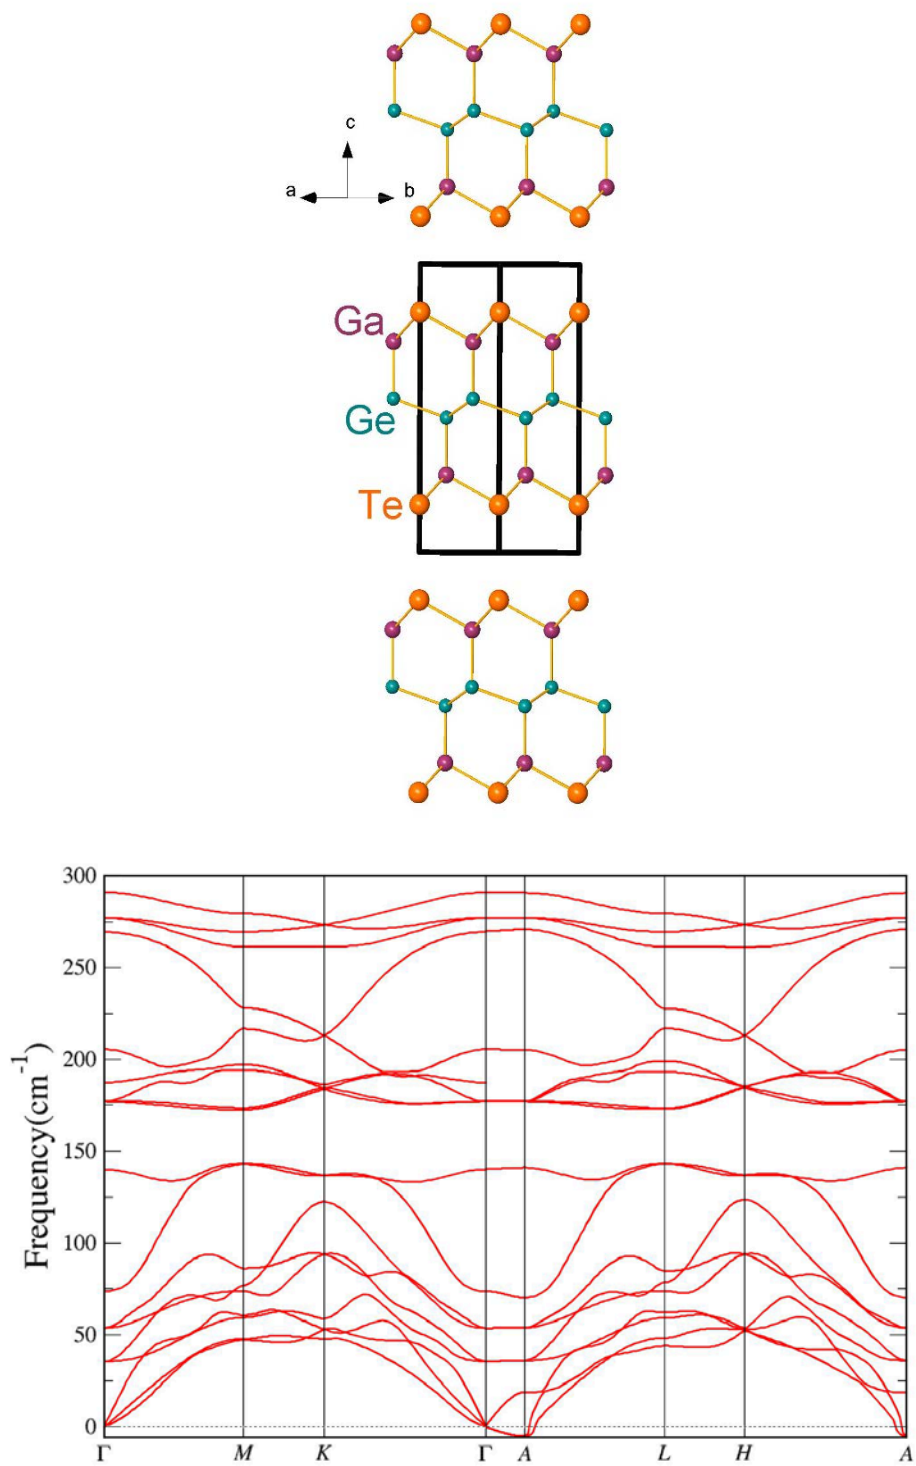 c
a b
Ga
Ge
Te
300
250
200
150
100
50
0
Frequency(cm⁻¹)
Γ M K Γ A L H A